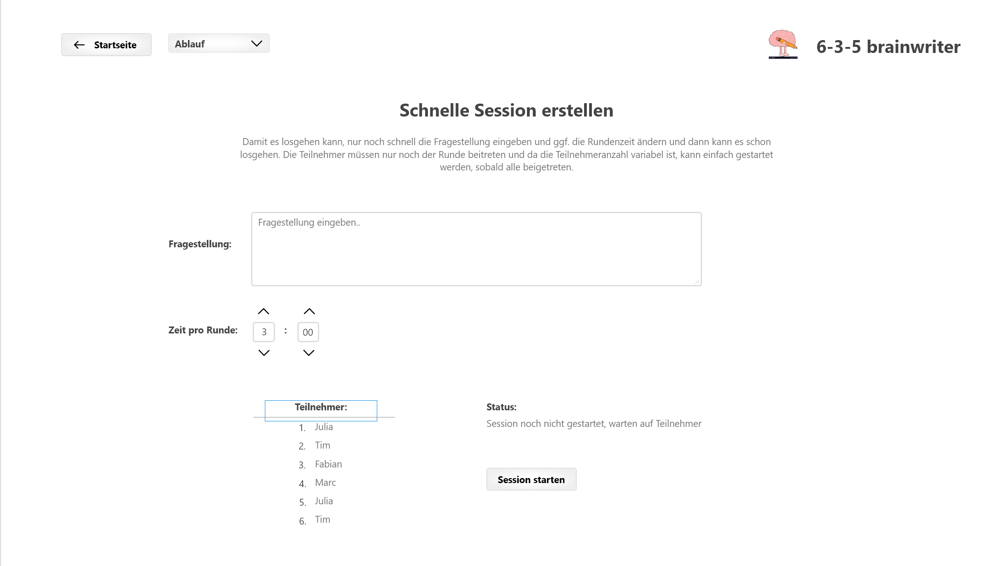 Startseite
Ablauf
6-3-5 brainwriter
Schnelle Session erstellen
Damit es losgehen kann, nur noch schnell die Fragestellung eingeben und ggf. die Rundenzeit ändern und dann kann es schon
losgehen. Die Teilnehmer müssen nur noch der Runde beitreten und da die Teilnehmeranzahl variabel ist, kann einfach gestartet
werden, sobald alle beigetreten.
Fragestellung:
Fragestellung eingeben..
Zeit pro Runde:
3 : 00
Teilnehmer:
1. Julia
2. Tim
3. Fabian
4. Marc
5. Julia
6. Tim
Status:
Session noch nicht gestartet, warten auf Teilnehmer
Session starten